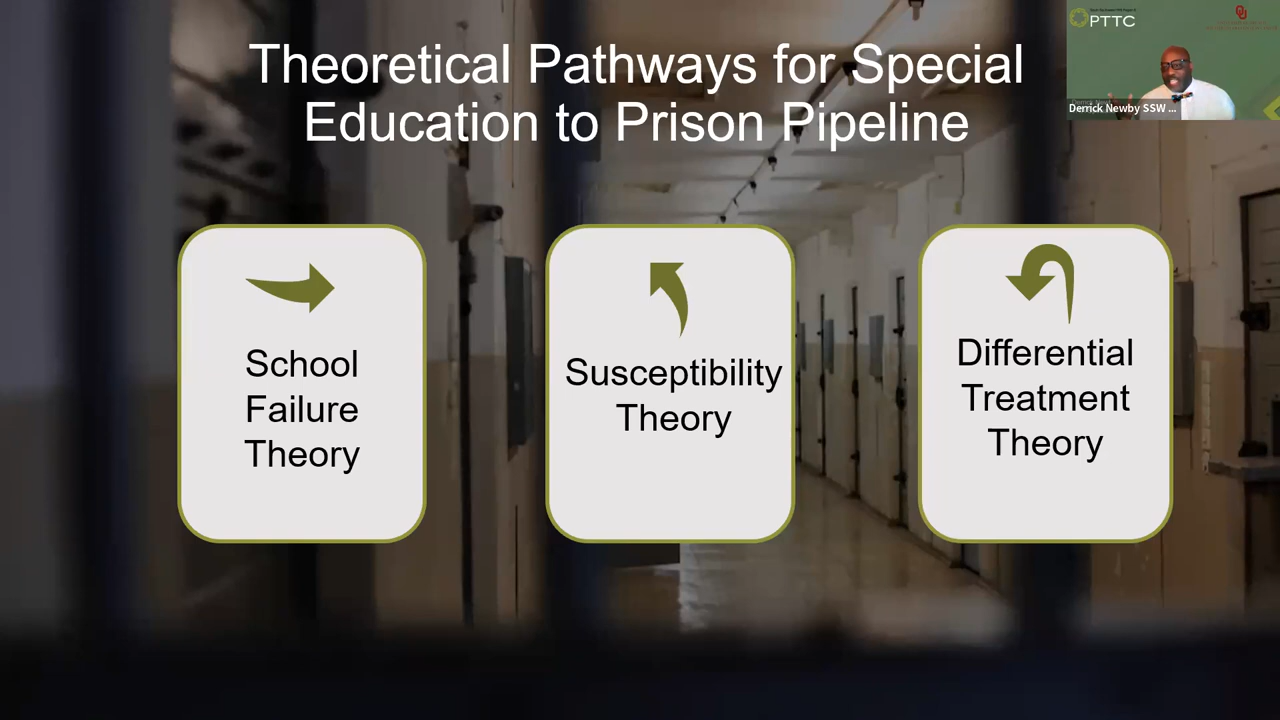 Theoretical Pathways for Special
Education to Prison Pipeline
PTTC
Derrick Newby SSW ...
School
Failure
Theory
Susceptibility
Theory
Differential
Treatment
Theory